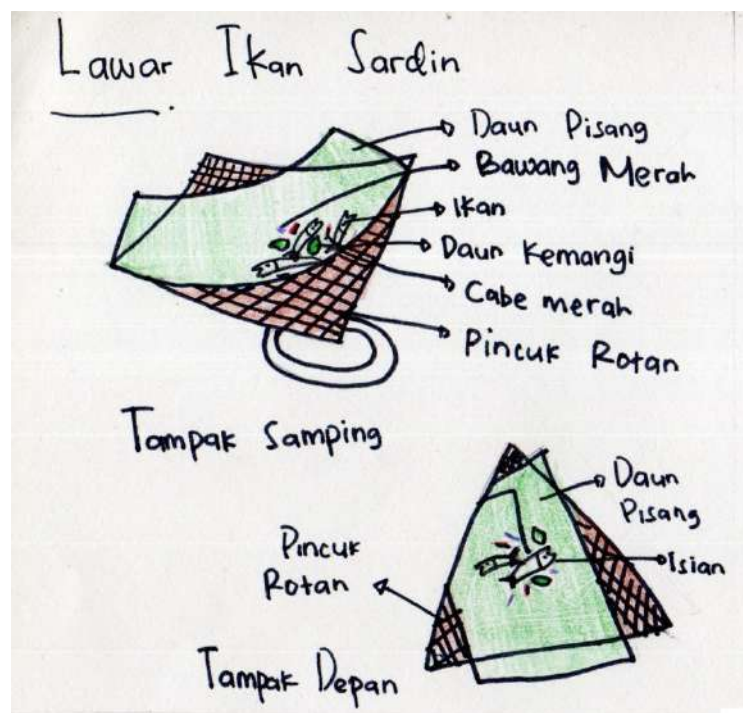 Lawar Ikan Sardin
Daun Pisang
Bawang Merah
Ikan
Daun Kemangi
Cabe merah
Pincuk Rotan
Tampak Samping
Daun
Pisang
Isian
Pincuk
Rotan
Tampak Depan